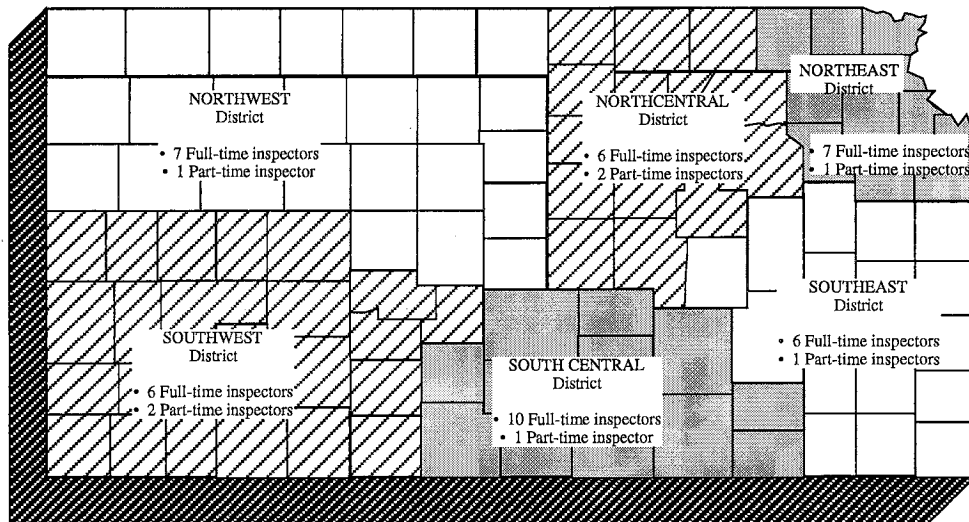 NORTHWEST
District
• 7 Full-time inspectors
• 1 Part-time inspector
NORTHCENTRAL
District
• 6 Full-time inspectors
• 2 Part-time inspectors
NORTHEAST
District
• 7 Full-time inspectors
• 1 Part-time inspectors
SOUTHWEST
District
• 6 Full-time inspectors
• 2 Part-time inspectors
SOUTH CENTRAL
District
• 10 Full-time inspectors
• 1 Part-time inspector
SOUTHEAST
District
• 6 Full-time inspectors
• 1 Part-time inspectors